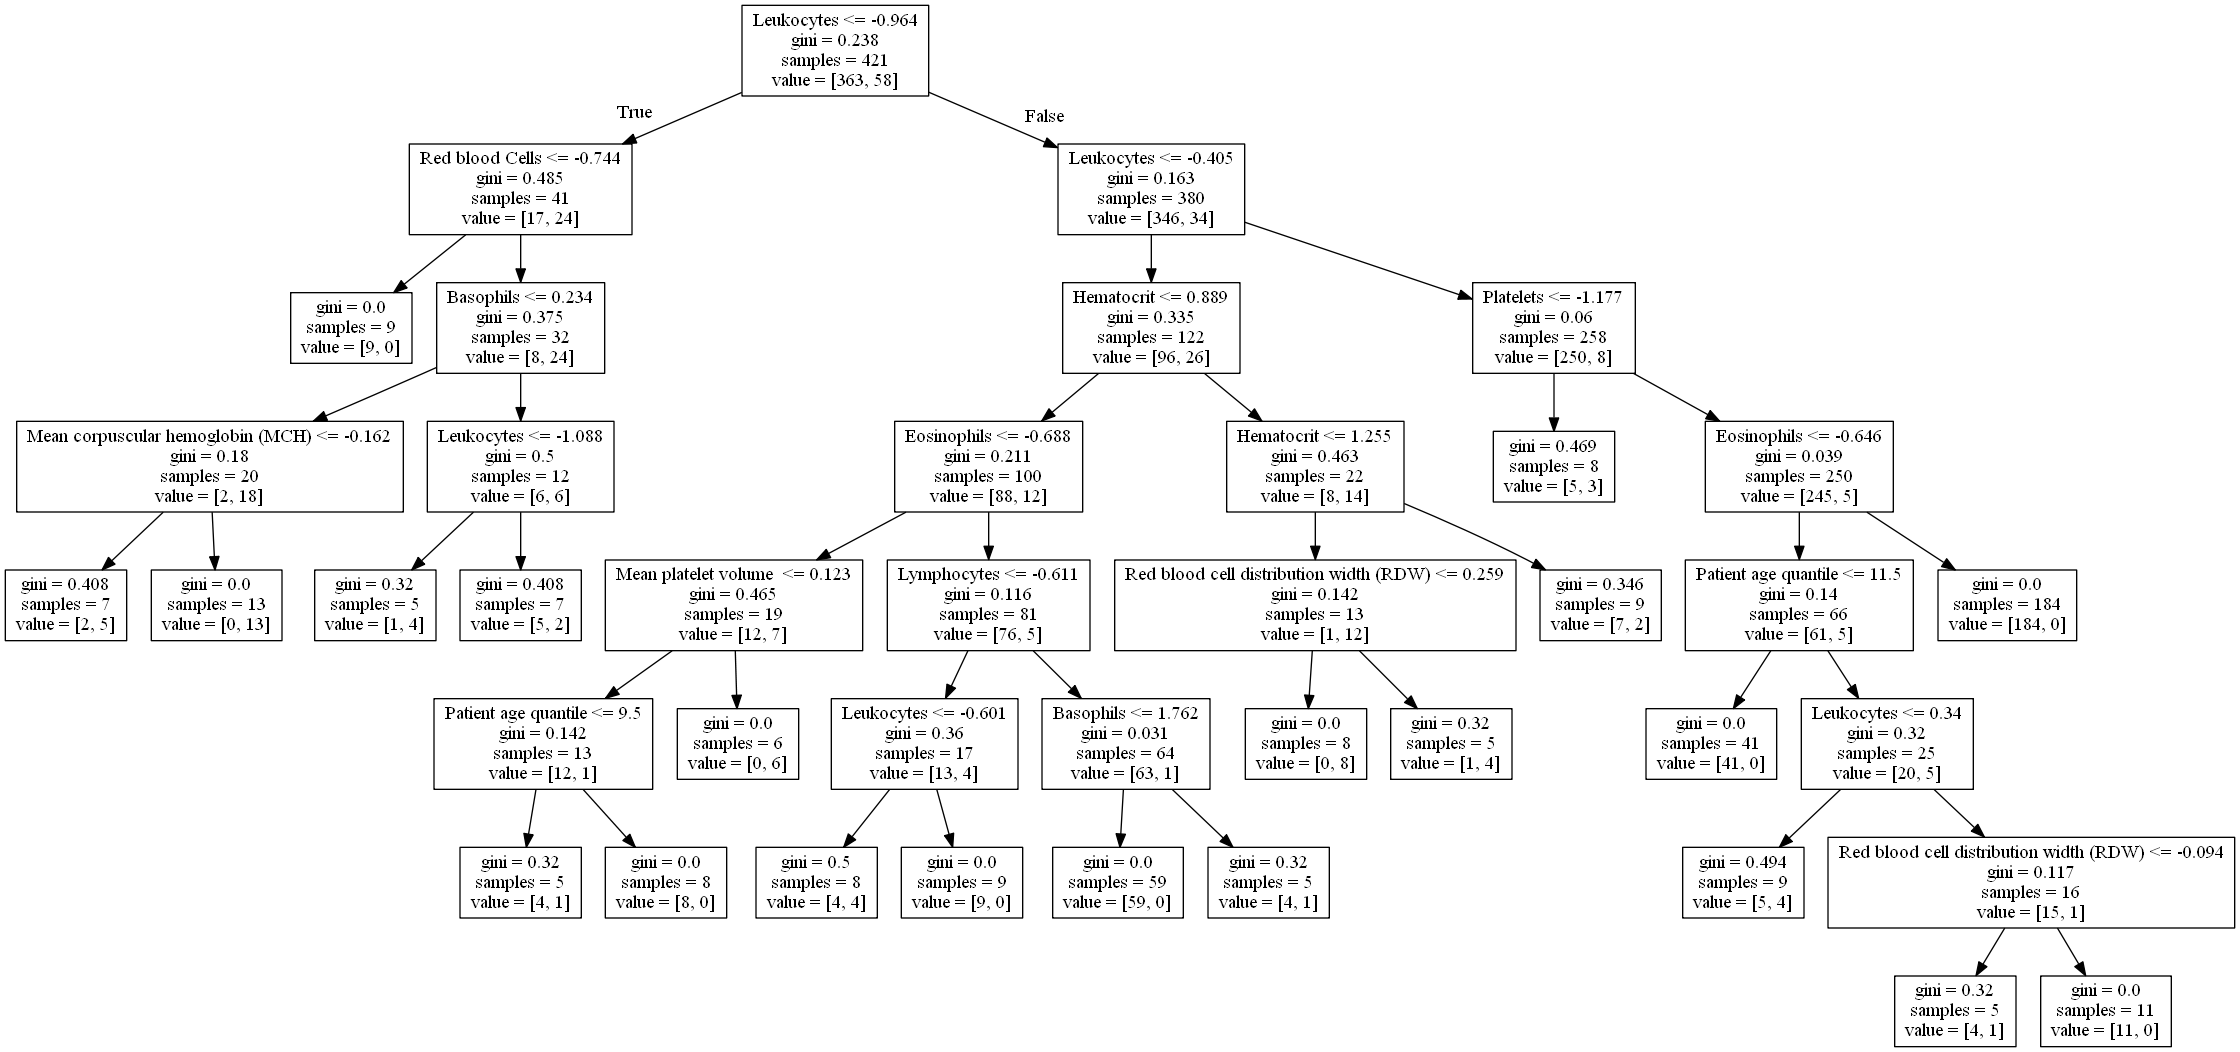 Leukocytes <= -0.964
gini = 0.238
samples = 421
value = [363, 58]
True
False
Red blood Cells <= -0.744
gini = 0.485
samples = 41
value = [17, 24]
Leukocytes <= -0.405
gini = 0.163
samples = 380
value = [346, 34]
gini = 0.0
samples = 9
value = [9, 0]
Basophils <= 0.234
gini = 0.375
samples = 32
value = [8, 24]
Hematocrit <= 0.889
gini = 0.335
samples = 122
value = [96, 26]
Platelets <= -1.177
gini = 0.06
samples = 258
value = [250, 8]
Mean corpuscular hemoglobin (MCH) <= -0.162
gini = 0.18
samples = 20
value = [2, 18]
Leukocytes <= -1.088
gini = 0.5
samples = 12
value = [6, 6]
Eosinophils <= -0.688
gini = 0.211
samples = 100
value = [88, 12]
Hematocrit <= 1.255
gini = 0.463
samples = 22
value = [8, 14]
gini = 0.469
samples = 8
value = [5, 3]
Eosinophils <= -0.646
gini = 0.039
samples = 250
value = [245, 5]
gini = 0.408
samples = 7
value = [2, 5]
gini = 0.0
samples = 13
value = [0, 13]
gini = 0.32
samples = 5
value = [1, 4]
gini = 0.408
samples = 7
value = [5, 2]
Mean platelet volume  <= 0.123
gini = 0.465
samples = 19
value = [12, 7]
Lymphocytes <= -0.611
gini = 0.116
samples = 81
value = [76, 5]
Red blood cell distribution width (RDW) <= 0.259
gini = 0.142
samples = 13
value = [1, 12]
gini = 0.346
samples = 9
value = [7, 2]
Patient age quantile <= 11.5
gini = 0.14
samples = 66
value = [61, 5]
gini = 0.0
samples = 184
value = [184, 0]
Patient age quantile <= 9.5
gini = 0.142
samples = 13
value = [12, 1]
gini = 0.0
samples = 6
value = [0, 6]
Leukocytes <= -0.601
gini = 0.36
samples = 17
value = [13, 4]
Basophils <= 1.762
gini = 0.031
samples = 64
value = [63, 1]
gini = 0.0
samples = 8
value = [0, 8]
gini = 0.32
samples = 5
value = [1, 4]
gini = 0.0
samples = 41
value = [41, 0]
Leukocytes <= 0.34
gini = 0.32
samples = 25
value = [20, 5]
gini = 0.32
samples = 5
value = [4, 1]
gini = 0.0
samples = 8
value = [8, 0]
gini = 0.5
samples = 8
value = [4, 4]
gini = 0.0
samples = 9
value = [9, 0]
gini = 0.0
samples = 59
value = [59, 0]
gini = 0.32
samples = 5
value = [4, 1]
gini = 0.494
samples = 9
value = [5, 4]
Red blood cell distribution width (RDW) <= -0.094
gini = 0.117
samples = 16
value = [15, 1]
gini = 0.32
samples = 5
value = [4, 1]
gini = 0.0
samples = 11
value = [11, 0]